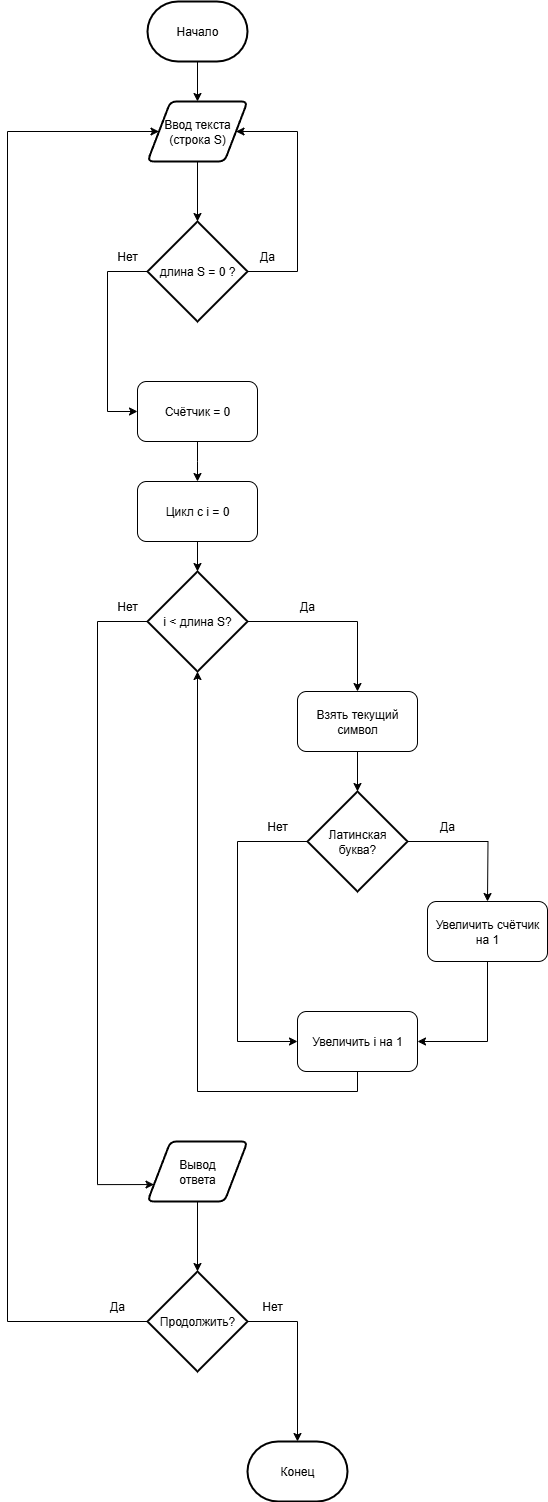 Начало
Ввод текста
(строка S)
Нет
Да
длина S = 0 ?
Счётчик = 0
Цикл с i = 0
Нет
Да
i < длина S?
Взять текущий
символ
Нет
Да
Латинская
буква?
Увеличить счётчик
на 1
Увеличить i на 1
Вывод
ответа
Да
Нет
Продолжить?
Конец